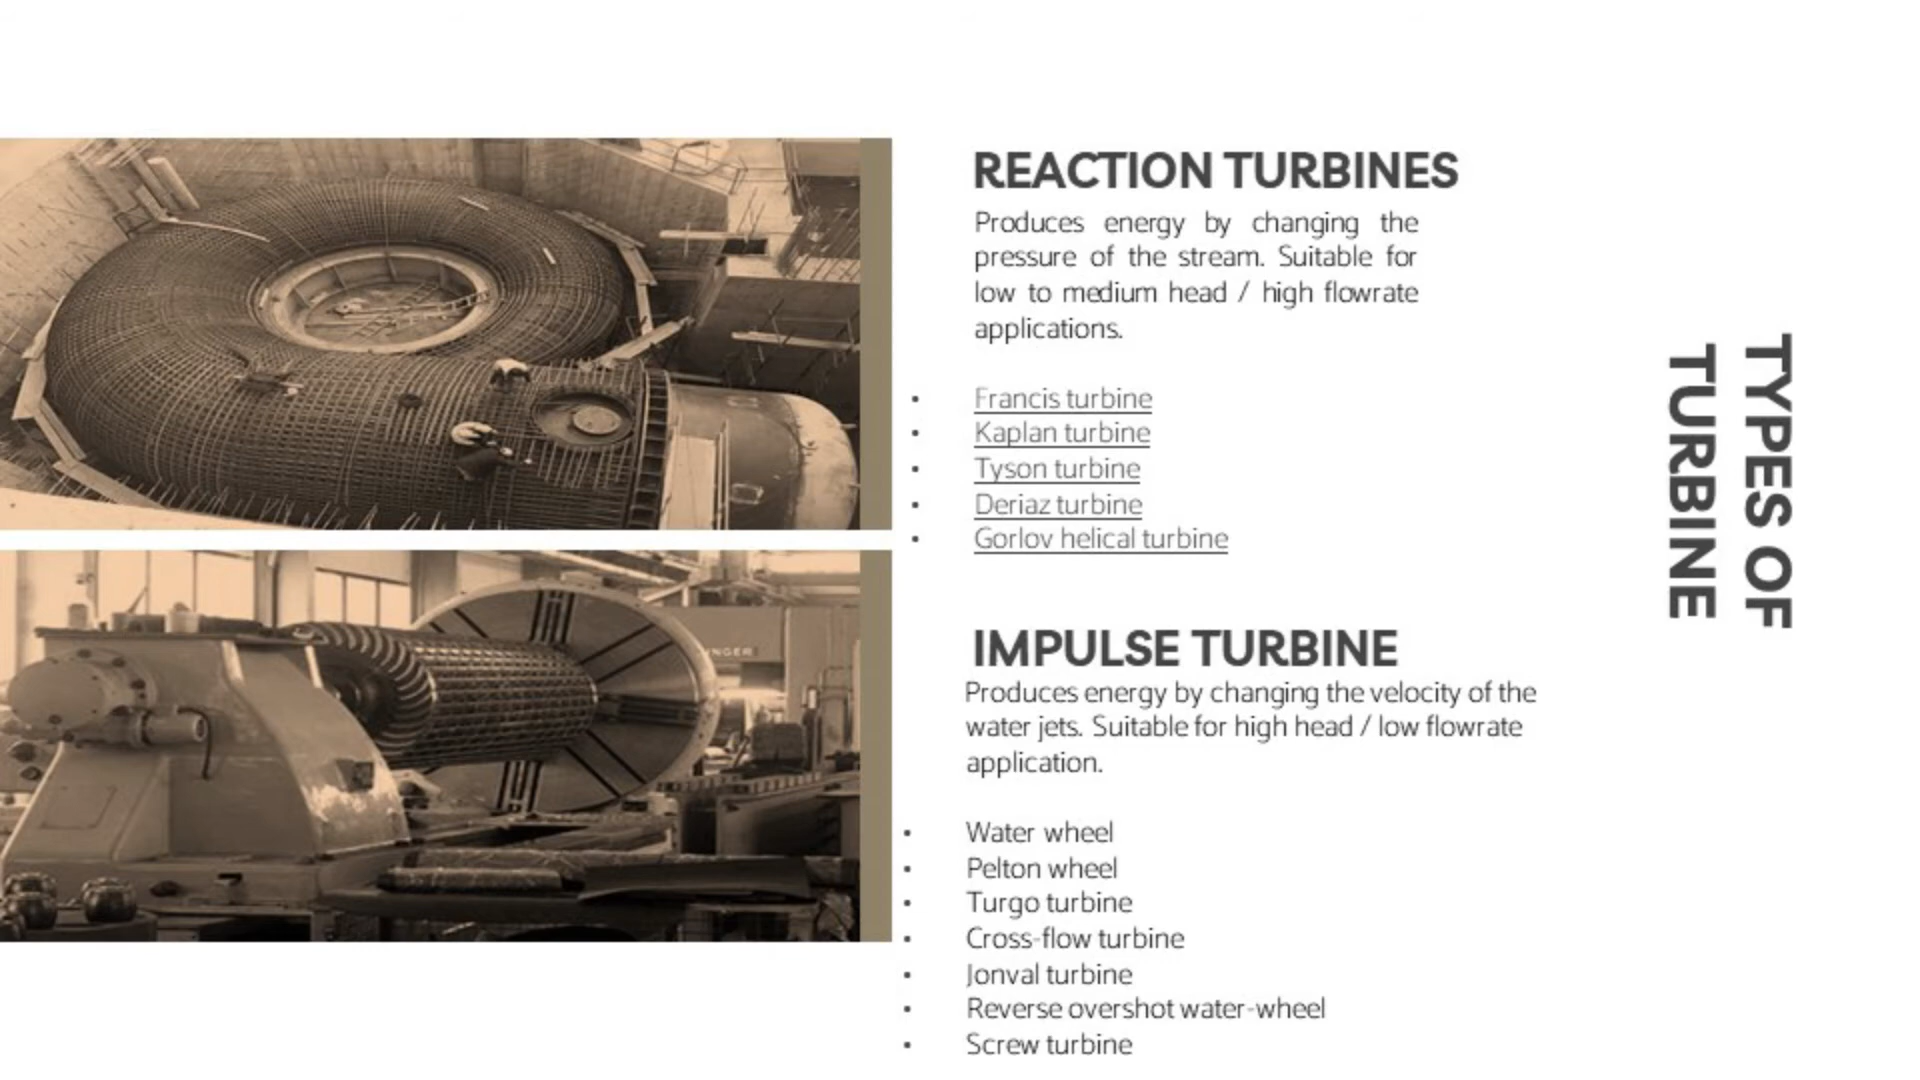 REACTION TURBINES
Produces energy by changing the
pressure of the stream. Suitable for
low to medium head / high flowrate
applications.
• Francis turbine
• Kaplan turbine
• Tyson turbine
• Deriaz turbine
• Gorlov helical turbine
IMPULSE TURBINE
Produces energy by changing the velocity of the
water jets. Suitable for high head / low flowrate
application.
• Water wheel
• Pelton wheel
• Turgo turbine
• Cross-flow turbine
• Jonval turbine
• Reverse overshot water-wheel
• Screw turbine
TYPES OF
TURBINE